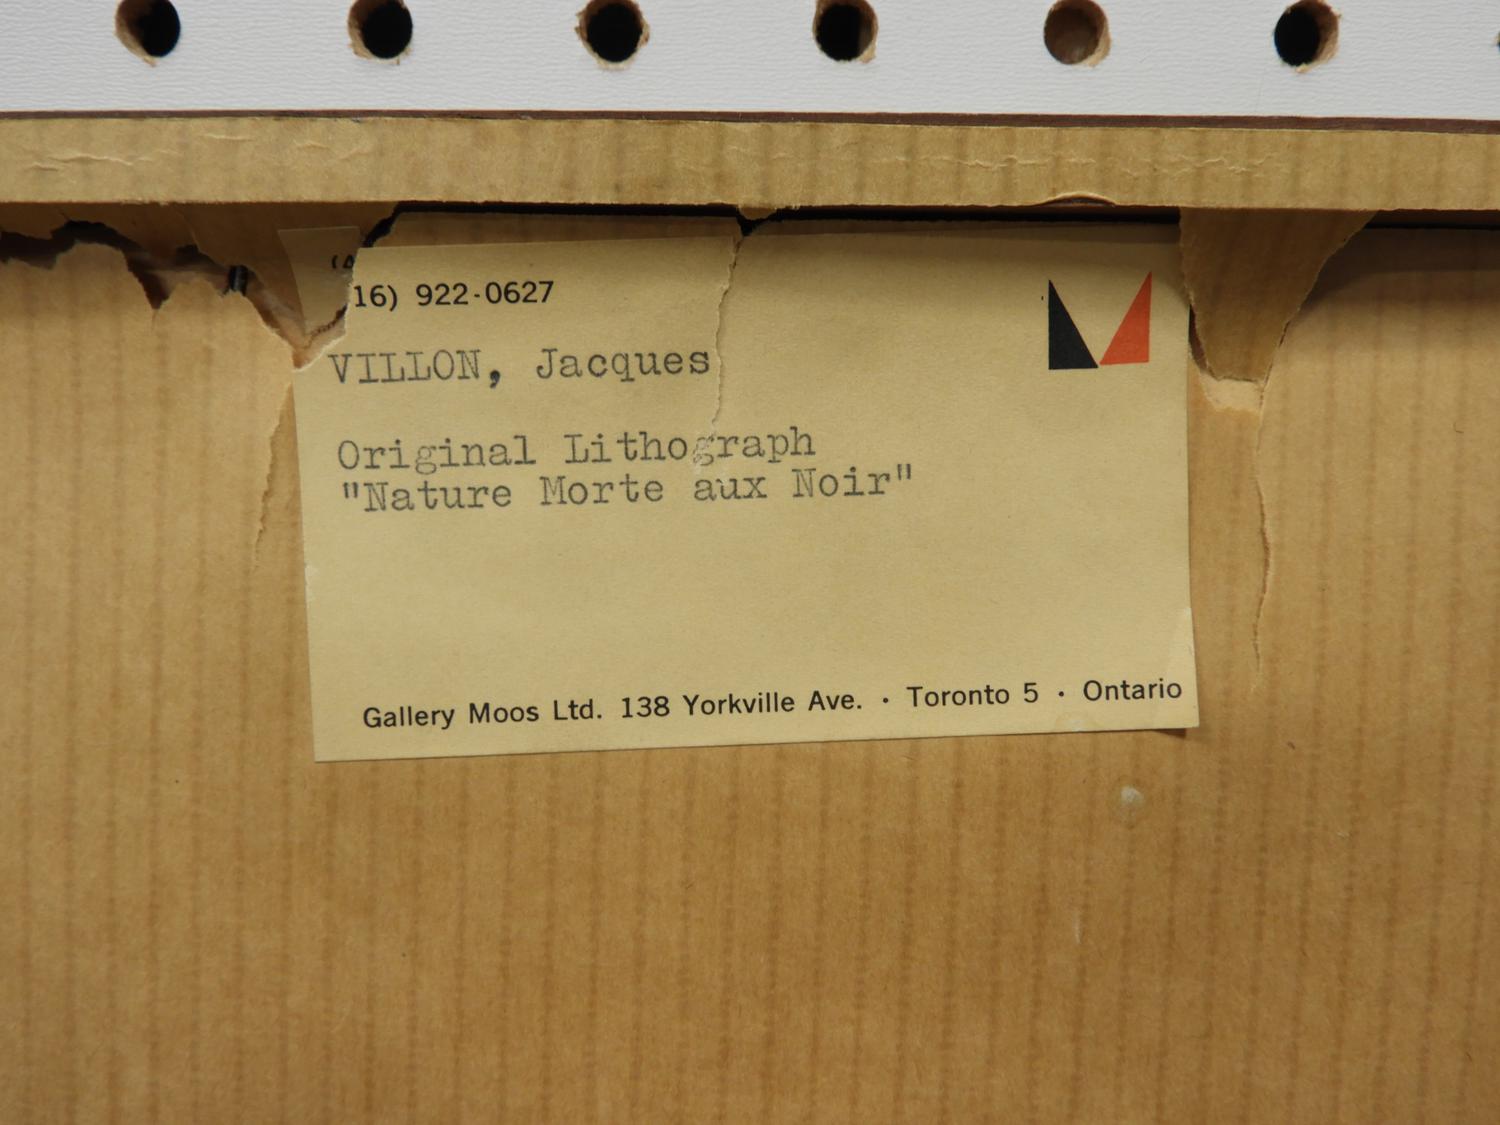 (416) 922-0627
VILLON, Jacques
Original Lithograph
"Nature Morte aux Noir"
Gallery Moos Ltd. 138 Yorkville Ave. · Toronto 5 · Ontario